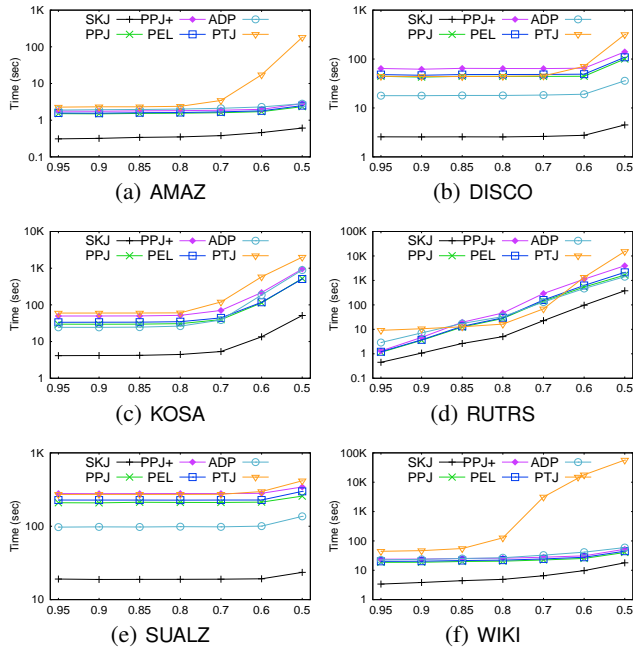 1K
100
10
1
0.1
Time (sec)
SKJ PPJ+ ADP
PPJ PEL PTJ
0.95 0.9 0.85 0.8 0.7 0.6 0.5
(a) AMAZ
1K
100
10
1
Time (sec)
SKJ PPJ+ ADP
PPJ PEL PTJ
0.95 0.9 0.85 0.8 0.7 0.6 0.5
(b) DISCO
10K
1K
100
10
1
Time (sec)
SKJ PPJ+ ADP
PPJ PEL PTJ
0.95 0.9 0.85 0.8 0.7 0.6 0.5
(c) KOSA
100K
10K
1K
100
10
1
0.1
Time (sec)
SKJ PPJ+ ADP
PPJ PEL PTJ
0.95 0.9 0.85 0.8 0.7 0.6 0.5
(d) RUTRS
1K
100
10
Time (sec)
SKJ PPJ+ ADP
PPJ PEL PTJ
0.95 0.9 0.85 0.8 0.7 0.6 0.5
(e) SUALZ
100K
10K
1K
100
10
1
Time (sec)
SKJ PPJ+ ADP
PPJ PEL PTJ
0.95 0.9 0.85 0.8 0.7 0.6 0.5
(f) WIKI